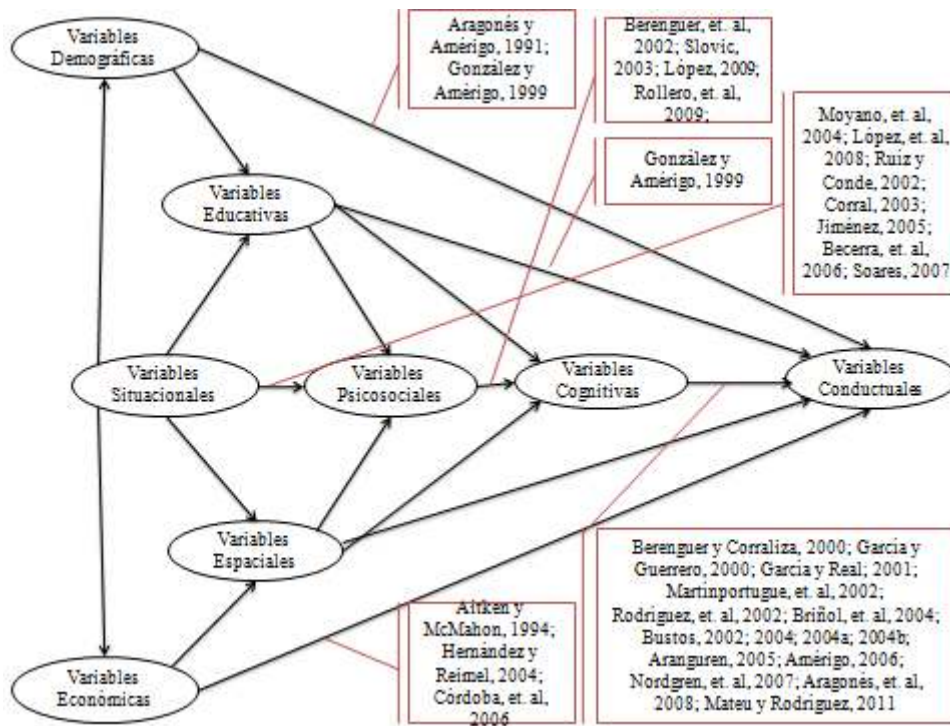 Variables
Demográficas
Aragonés y
Amérigo, 1991;
González y
Amérigo, 1999
Berenguer, et. al,
2002; Slovic,
2003; López, 2009;
Rollero, et. al,
2009;
Moyano, et. al,
2004; López, et. al,
2008; Ruiz y
Conde, 2002;
Corral, 2003;
Jiménez, 2005;
Becerra, et. al,
2006; Soares, 2007
González y
Amérigo, 1999
Variables
Educativas
Variables
Situacionales
Variables
Psicosociales
Variables
Cognitivas
Variables
Conductuales
Variables
Espaciales
Variables
Económicas
Aitken y
McMahon, 1994;
Hernández y
Reimel, 2004;
Córdoba, et. al,
2006
Berenguer y Corraliza, 2000; García y
Guerrero, 2000; García y Real; 2001;
Martinportugue, et. al, 2002;
Rodríguez, et. al, 2002; Briñol, et. al, 2004;
Bustos, 2002; 2004; 2004a; 2004b;
Aranguren, 2005; Amérigo, 2006;
Nordgren, et. al, 2007; Aragonés, et. al,
2008; Mateu y Rodríguez, 2011